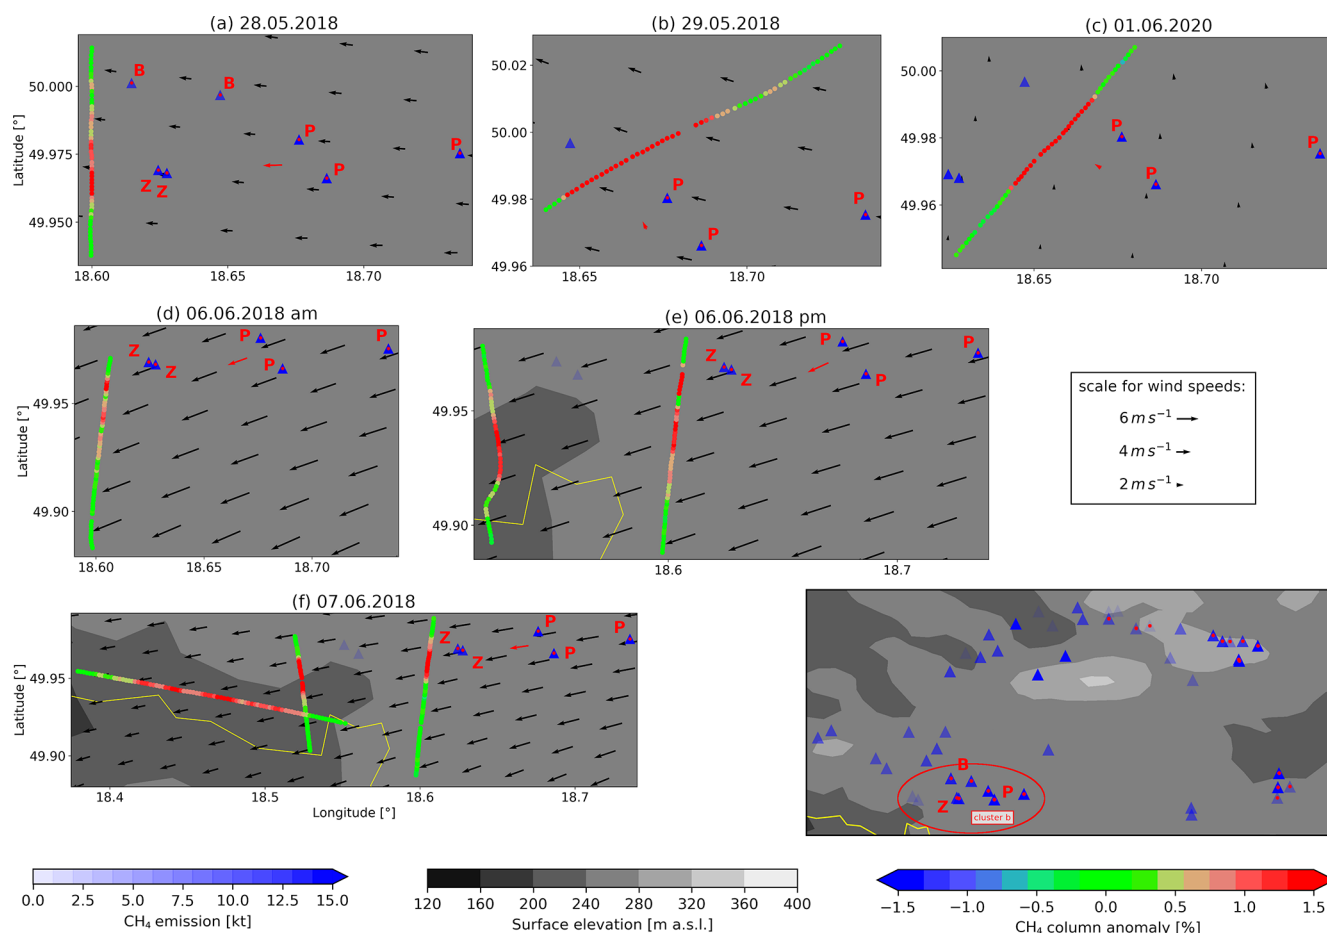 (a) 28.05.2018
(b) 29.05.2018
(c) 01.06.2020
Latitude [°]
50.000
49.975
49.950
18.60
18.65
18.70
B
B
P
P
P
Z
Z
50.02
50.00
49.98
49.96
18.65
18.70
P
P
P
50.00
49.98
49.96
18.65
18.70
P
P
P
(d) 06.06.2018 am
(e) 06.06.2018 pm
Latitude [°]
49.95
49.90
18.60
18.65
18.70
Z
Z
P
P
P
49.95
49.90
18.6
18.7
Z
Z
P
P
P
scale for wind speeds:
6 m s⁻¹
4 m s⁻¹
2 m s⁻¹
(f) 07.06.2018
Latitude [°]
49.95
49.90
18.4
18.5
18.6
18.7
Longitude [°]
Z
Z
P
P
P
B
Z
P
cluster b
0.0 2.5 5.0 7.5 10.0 12.5 15.0
CH₄ emission [kt]
120 160 200 240 280 320 360 400
Surface elevation [m a.s.l.]
−1.5 −1.0 −0.5 0.0 0.5 1.0 1.5
CH₄ column anomaly [%]